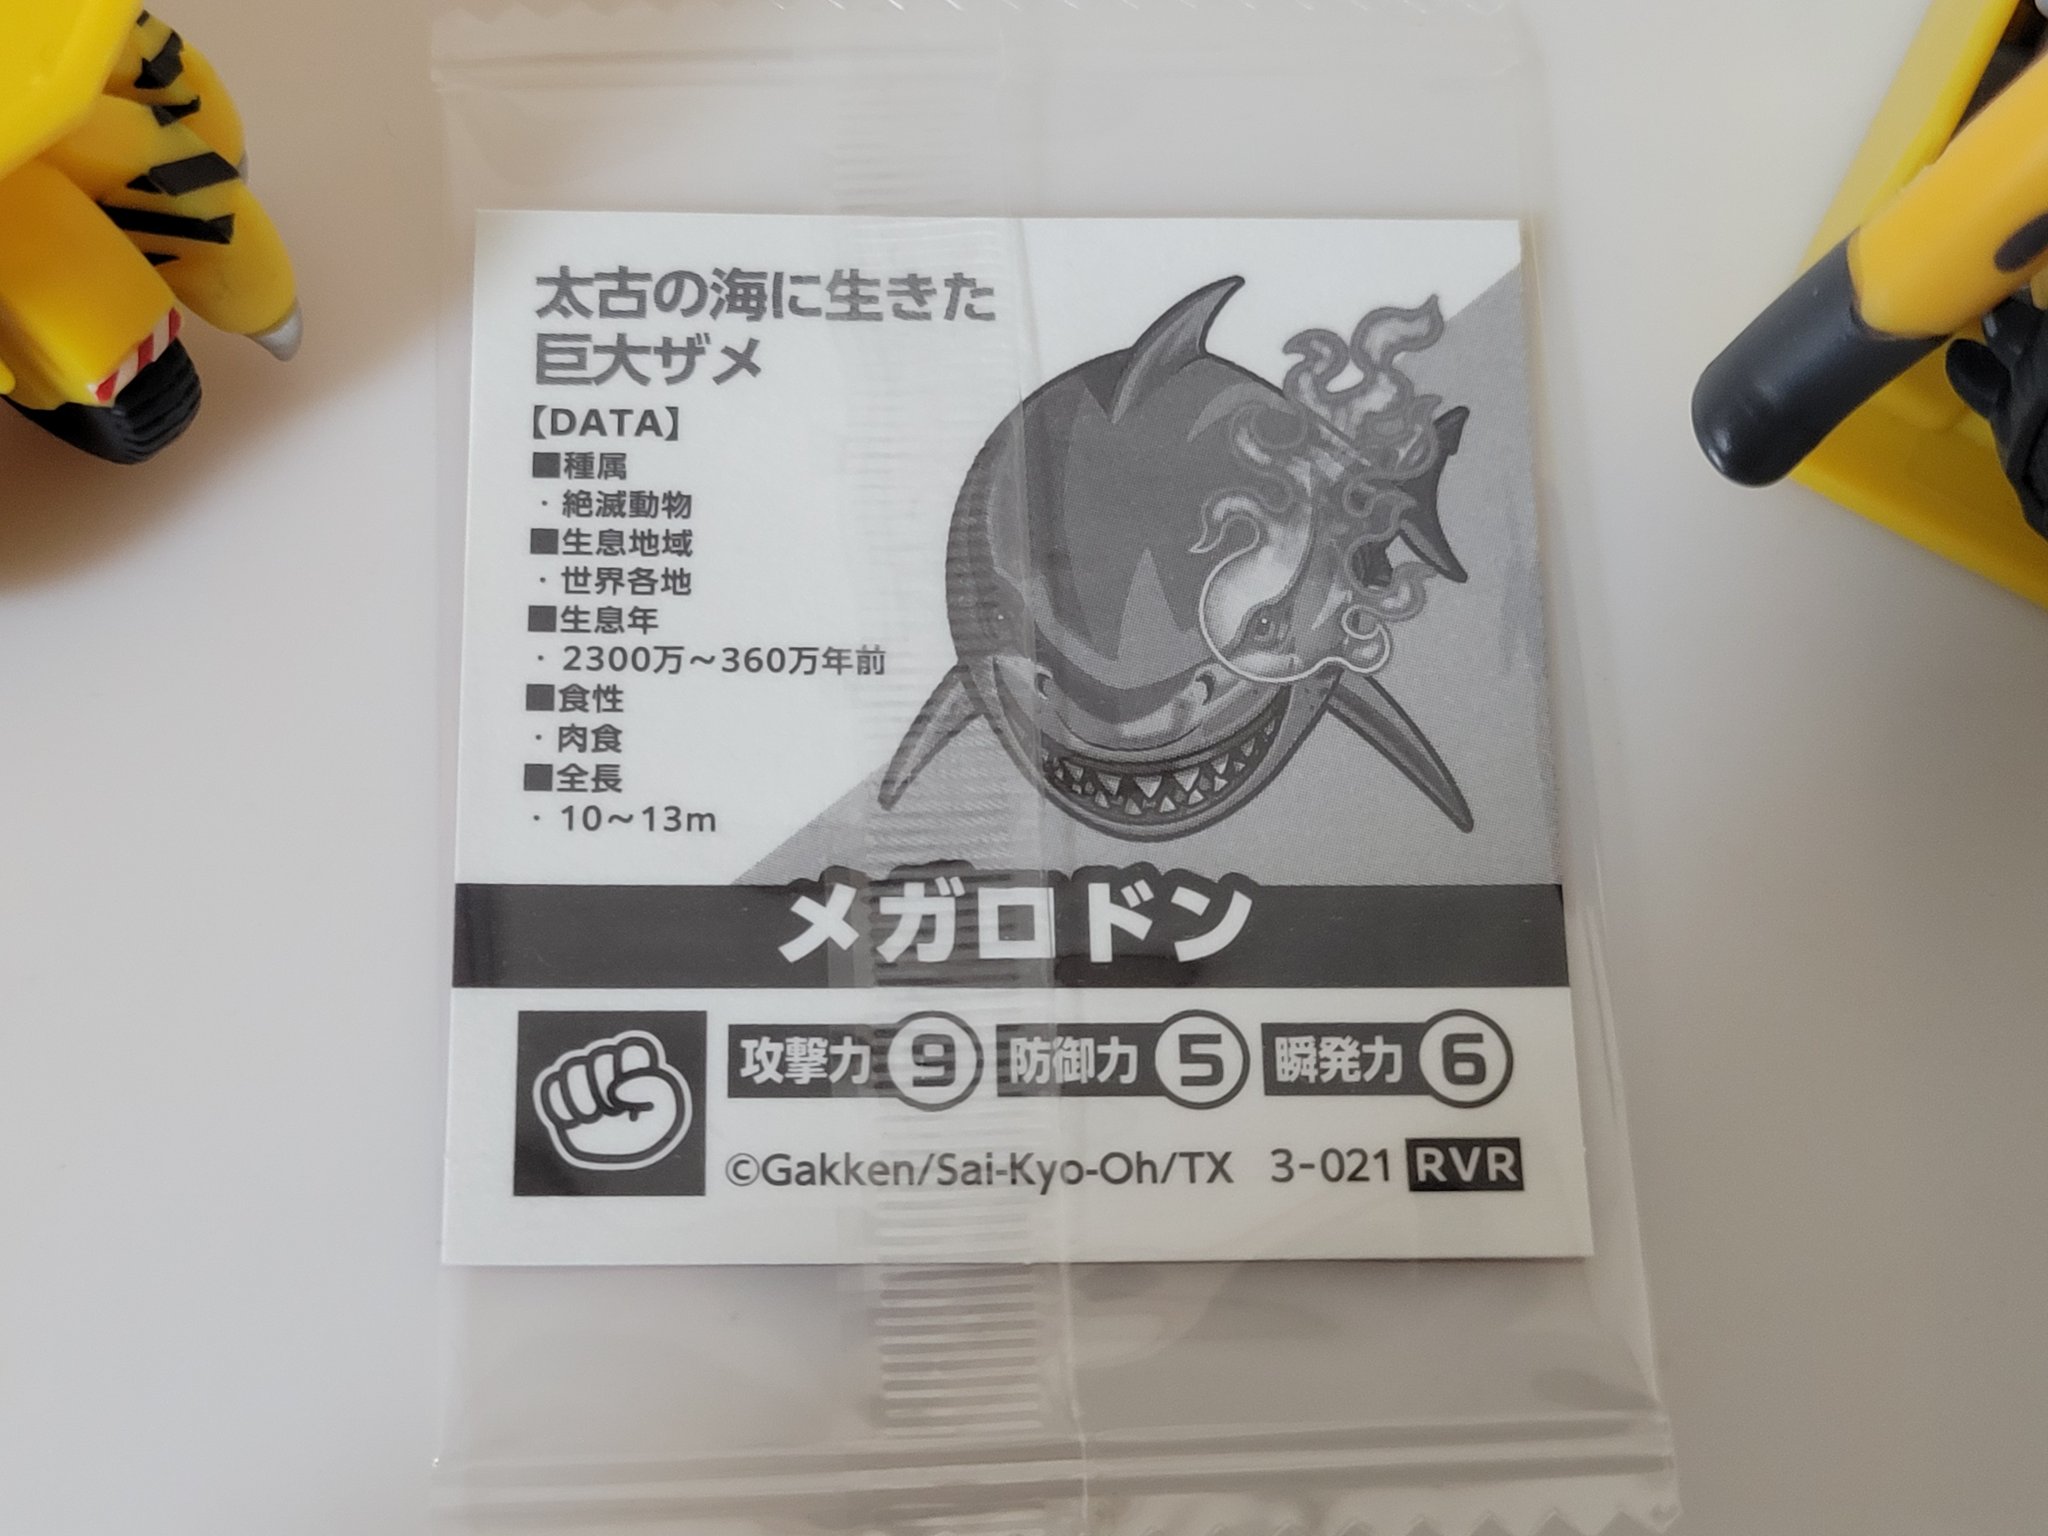 太古の海に生きた
巨大ザメ
【DATA】
■種属
・絶滅動物
■生息地域
・世界各地
■生息年
・2300万～360万年前
■食性
・肉食
■全長
・10～13m
メガロドン
攻撃力 9 防御力 5 瞬発力 6
©Gakken/Sai-Kyo-Oh/TX 3-021 RVR